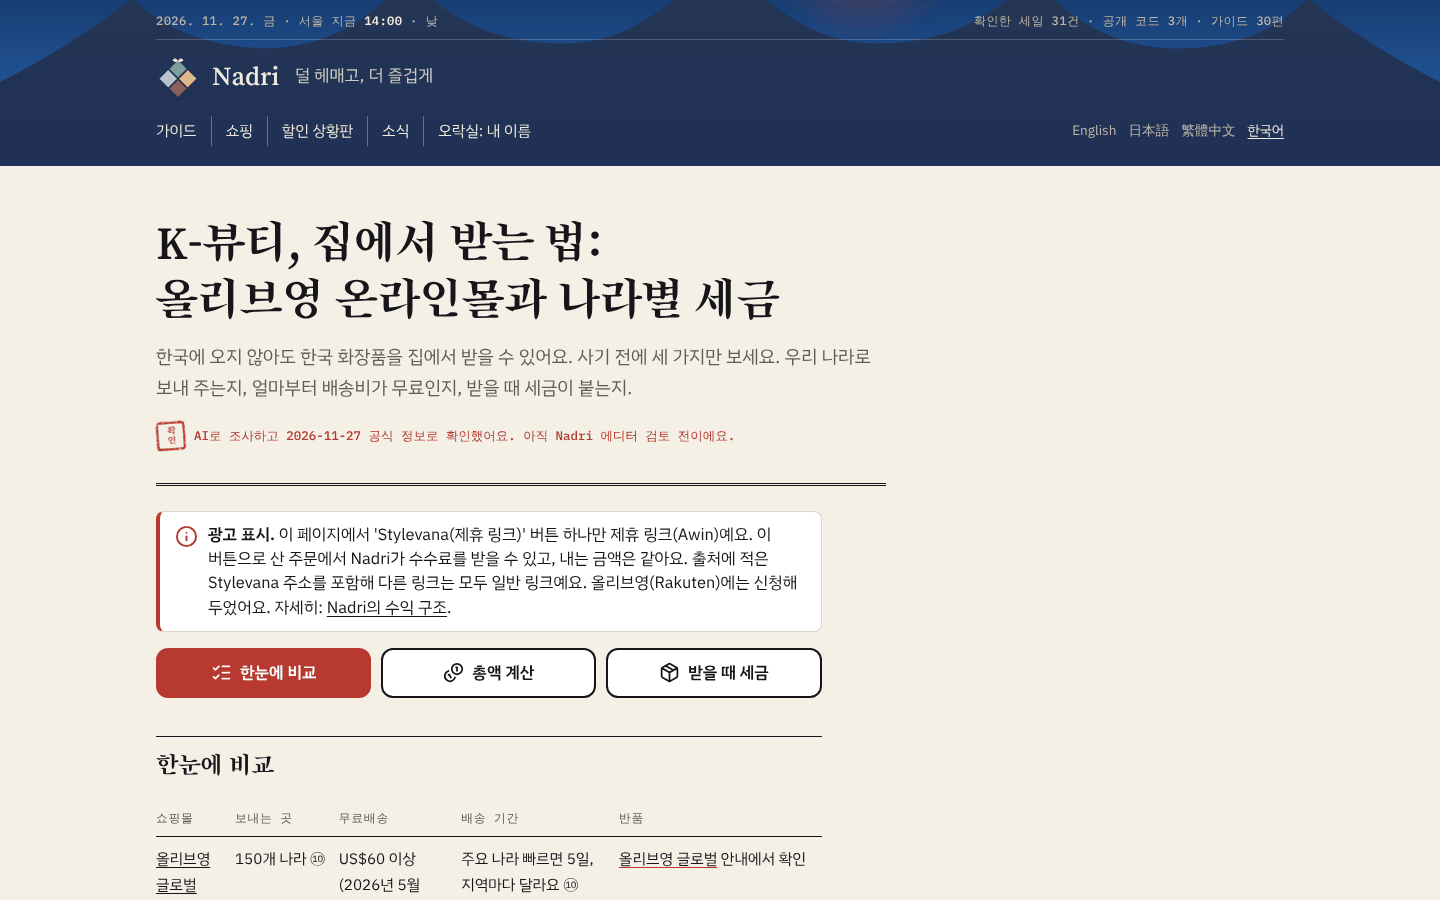 2026. 11. 27. 금 · 서울 지금 14:00 · 낮
확인한 세일 31건 · 공개 코드 3개 · 가이드 30편
Nadri 덜 헤매고, 더 즐겁게
가이드 쇼핑 할인 상황판 소식 오락실: 내 이름
English 日本語 繁體中文 한국어
K-뷰티, 집에서 받는 법:
올리브영 온라인몰과 나라별 세금
한국에 오지 않아도 한국 화장품을 집에서 받을 수 있어요. 사기 전에 세 가지만 보세요. 우리 나라로
보내 주는지, 얼마부터 배송비가 무료인지, 받을 때 세금이 붙는지.
확인
AI로 조사하고 2026-11-27 공식 정보로 확인했어요. 아직 Nadri 에디터 검토 전이에요.
광고 표시. 이 페이지에서 'Stylevana(제휴 링크)' 버튼 하나만 제휴 링크(Awin)예요. 이
버튼으로 산 주문에서 Nadri가 수수료를 받을 수 있고, 내는 금액은 같아요. 출처에 적은
Stylevana 주소를 포함해 다른 링크는 모두 일반 링크예요. 올리브영(Rakuten)에는 신청해
두었어요. 자세히: Nadri의 수익 구조.
한눈에 비교 총액 계산 받을 때 세금
한눈에 비교
쇼핑몰 보내는 곳 무료배송 배송 기간 반품
올리브영 150개 나라 ⑩ US$60 이상 주요 나라 빠르면 5일, 올리브영 글로벌 안내에서 확인
글로벌 (2026년 5월 지역마다 달라요 ⑩